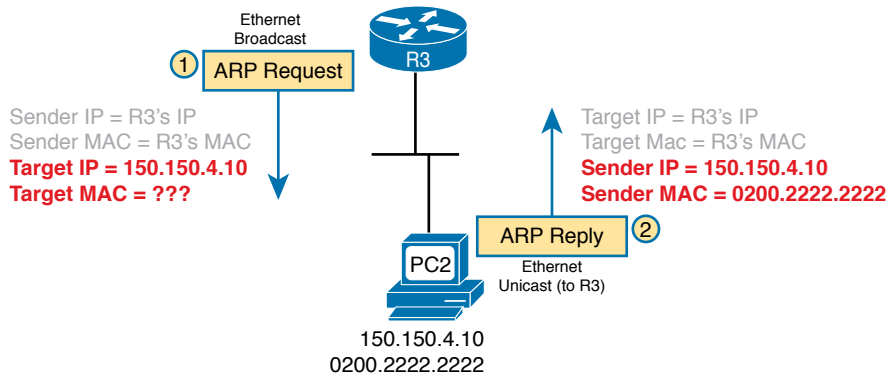 Ethernet
Broadcast
1
ARP Request
R3
Sender IP = R3's IP
Sender MAC = R3's MAC
Target IP = 150.150.4.10
Target MAC = ???
Target IP = R3's IP
Target Mac = R3's MAC
Sender IP = 150.150.4.10
Sender MAC = 0200.2222.2222
ARP Reply
2
Ethernet
Unicast (to R3)
PC2
150.150.4.10
0200.2222.2222